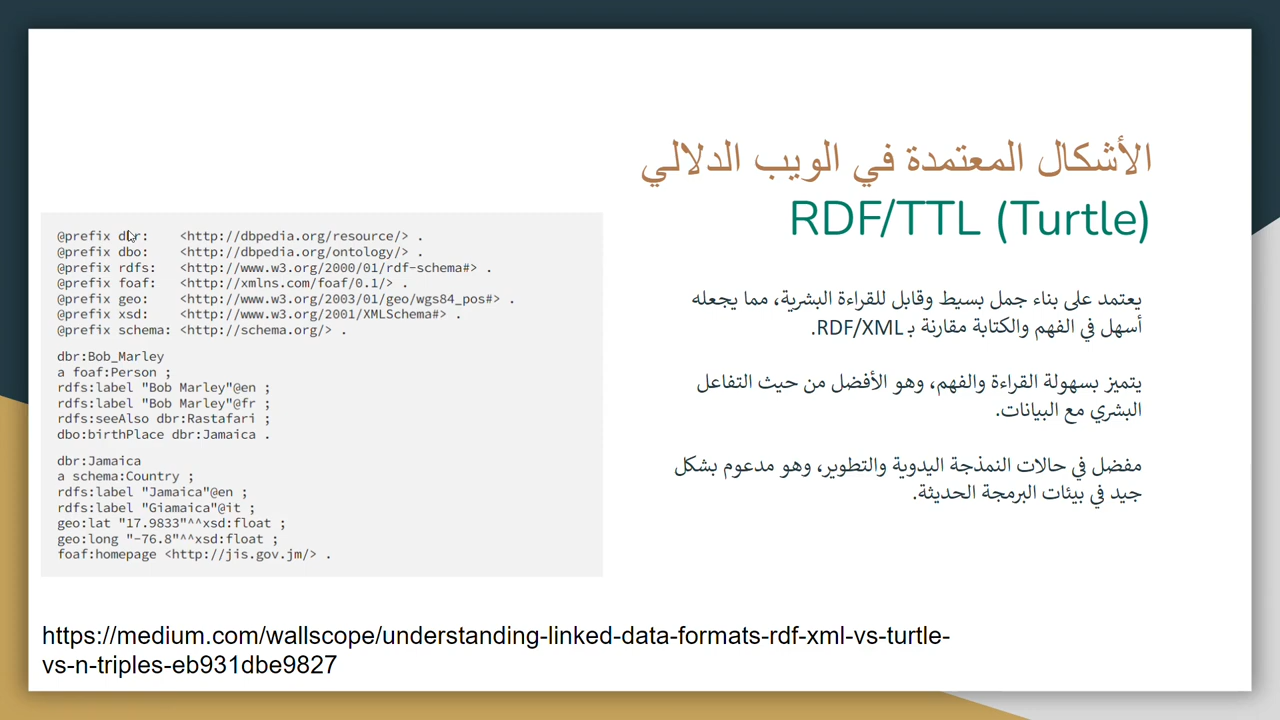 الأشكال المعتمدة في الويب الدلالي
RDF/TTL (Turtle)
يعتمد على بناء جمل بسيط وقابل للقراءة البشرية، مما يجعله
أسهل في الفهم والكتابة مقارنة بـ RDF/XML.
يتميز بسهولة القراءة والفهم، وهو الأفضل من حيث التفاعل
البشري مع البيانات.
مفضل في حالات النمذجة اليدوية والتطوير، وهو مدعوم بشكل
جيد في بيئات البرمجة الحديثة.
@prefix <http://dbpedia.org/resource/> .
@prefix dbo: <http://dbpedia.org/ontology/> .
@prefix rdfs: <http://www.w3.org/2000/01/rdf-schema#> .
@prefix foaf: <http://xmlns.com/foaf/0.1/> .
@prefix geo: <http://www.w3.org/2003/01/geo/wgs84_pos#> .
@prefix xsd: <http://www.w3.org/2001/XMLSchema#> .
@prefix schema: <http://schema.org/> .
dbr:Bob_Marley
a foaf:Person ;
rdfs:label "Bob Marley"@en ;
rdfs:label "Bob Marley"@fr ;
rdfs:seeAlso dbr:Rastafari ;
dbo:birthPlace dbr:Jamaica .
dbr:Jamaica
a schema:Country ;
rdfs:label "Jamaica"@en ;
rdfs:label "Giamaica"@it ;
geo:lat "17.9833"^^xsd:float ;
geo:long "-76.8"^^xsd:float ;
foaf:homepage <http://jis.gov.jm/> .
https://medium.com/wallscope/understanding-linked-data-formats-rdf-xml-vs-turtle-
vs-n-triples-eb931dbe9827